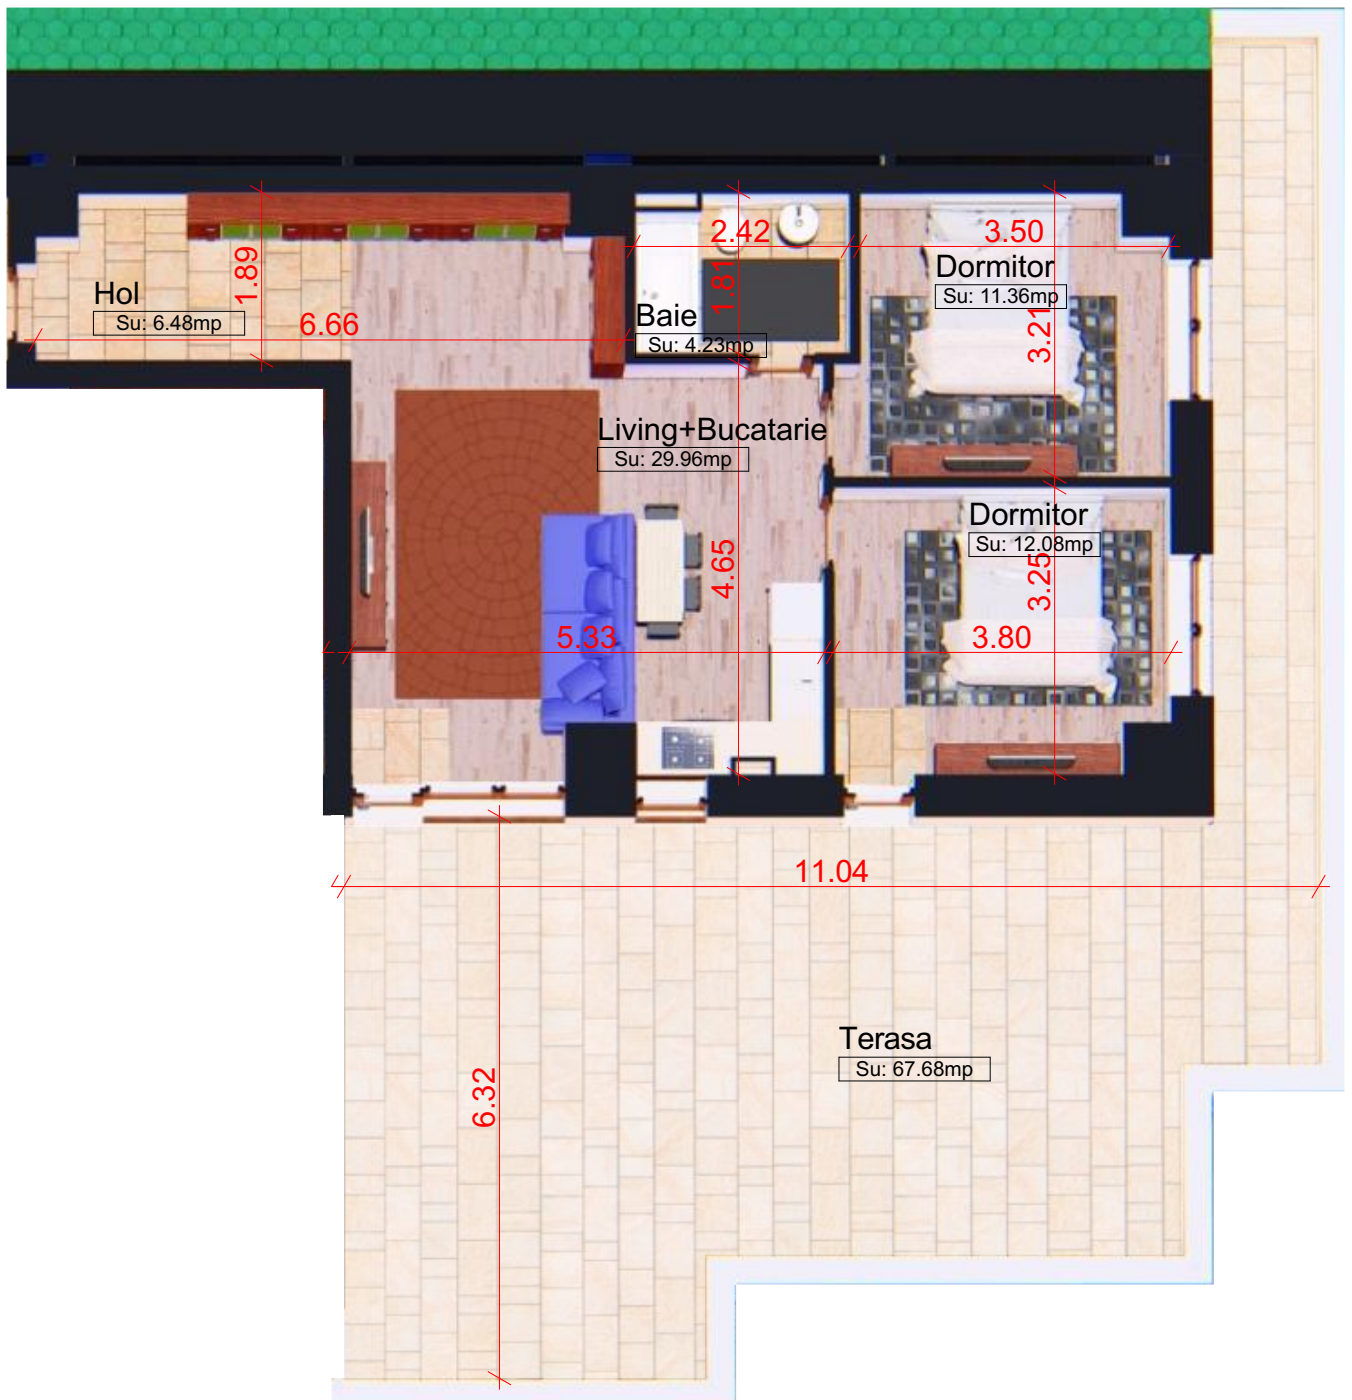 2.42
3.50
Dormitor
Su: 11.36mp
1.89
1.81
Hol
Su: 6.48mp
6.66
Baie
Su: 4.23mp
3.21
Living+Bucatarie
Su: 29.96mp
Dormitor
Su: 12.08mp
4.65
3.25
5.33
3.80
11.04
Terasa
Su: 67.68mp
6.32